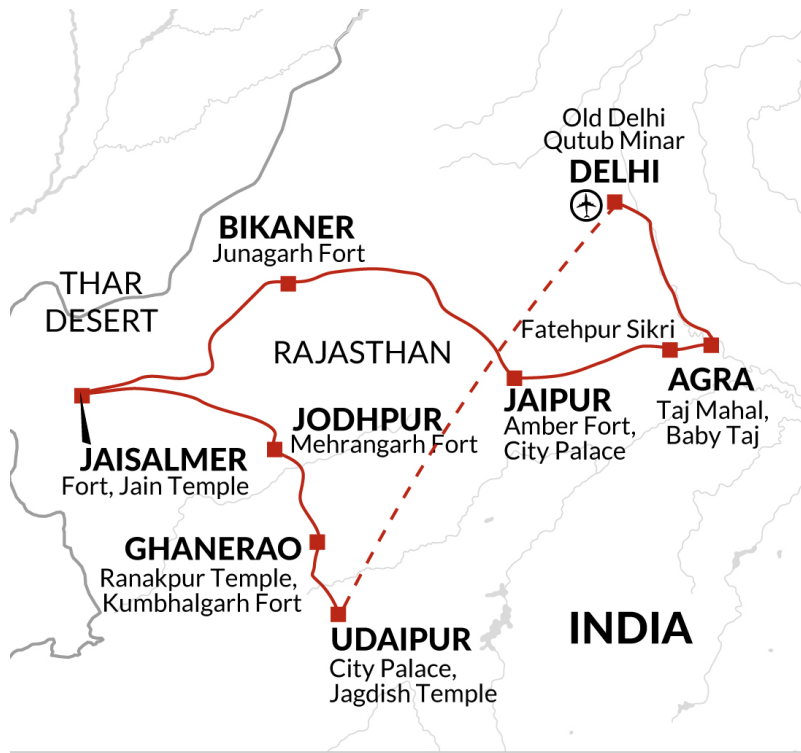 Old Delhi
Qutub Minar
DELHI
BIKANER
Junagarh Fort
THAR
DESERT
RAJASTHAN
Fatehpur Sikri
AGRA
Taj Mahal,
Baby Taj
JAIPUR
Amber Fort,
City Palace
JODHPUR
Mehrangarh Fort
JAISALMER
Fort, Jain Temple
GHANERAO
Ranakpur Temple,
Kumbhalgarh Fort
UDAIPUR
City Palace,
Jagdish Temple
INDIA